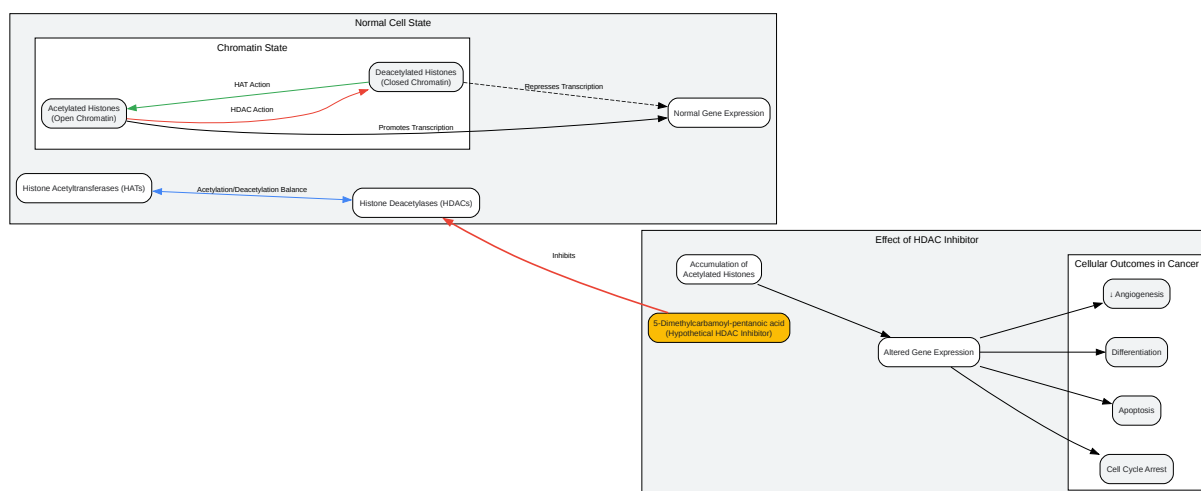 Normal Cell State
Chromatin State
Deacetylated Histones
(Closed Chromatin)
HAT Action
Represses Transcription
Acetylated Histones
(Open Chromatin)
HDAC Action
Normal Gene Expression
Promotes Transcription
Histone Acetyltransferases (HATs)
Acetylation/Deacetylation Balance
Histone Deacetylases (HDACs)
Inhibits
Effect of HDAC Inhibitor
Accumulation of
Acetylated Histones
Cellular Outcomes in Cancer
↓ Angiogenesis
5-Dimethylcarbamoyl-pentanoic acid
(Hypothetical HDAC Inhibitor)
Altered Gene Expression
Differentiation
Apoptosis
Cell Cycle Arrest